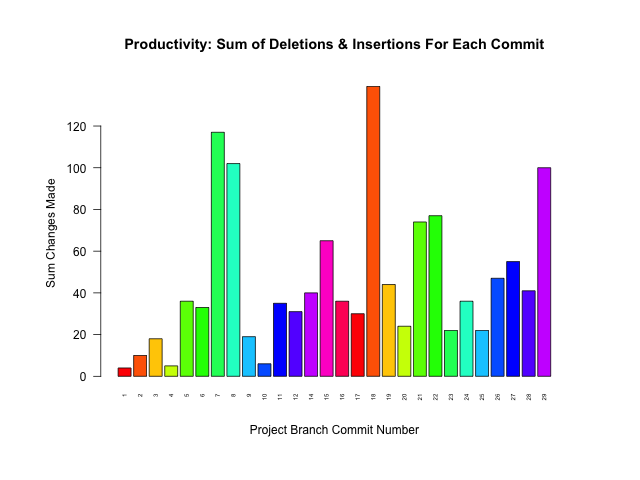 Productivity: Sum of Deletions & Insertions For Each Commit
Sum Changes Made
120
100
80
60
40
20
0
1 2 3 4 5 6 7 8 9 10 11 12 14 15 16 17 18 19 20 21 22 23 24 25 26 27 28 29
Project Branch Commit Number